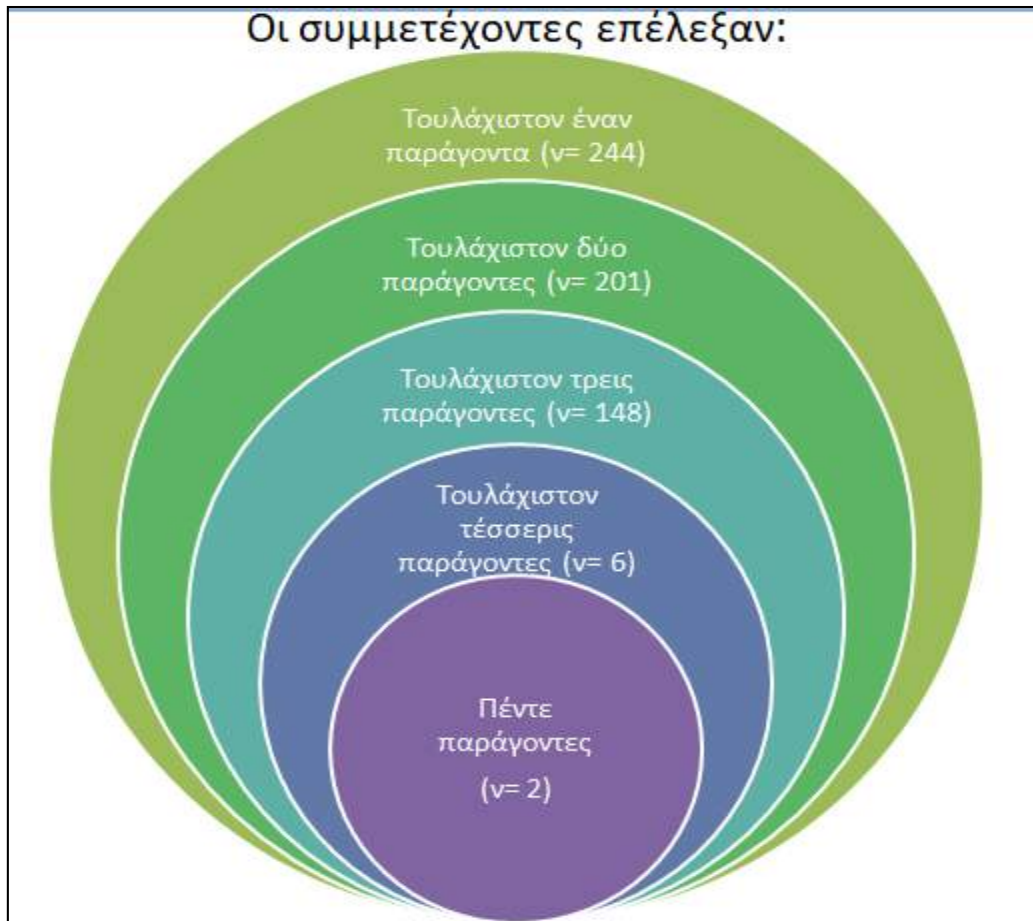 Οι συμμετέχοντες επέλεξαν:
Τουλάχιστον έναν
παράγοντα (ν= 244)
Τουλάχιστον δύο
παράγοντες (ν= 201)
Τουλάχιστον τρεις
παράγοντες (ν= 148)
Τουλάχιστον
τέσσερις
παράγοντες (ν= 6)
Πέντε
παράγοντες
(ν= 2)